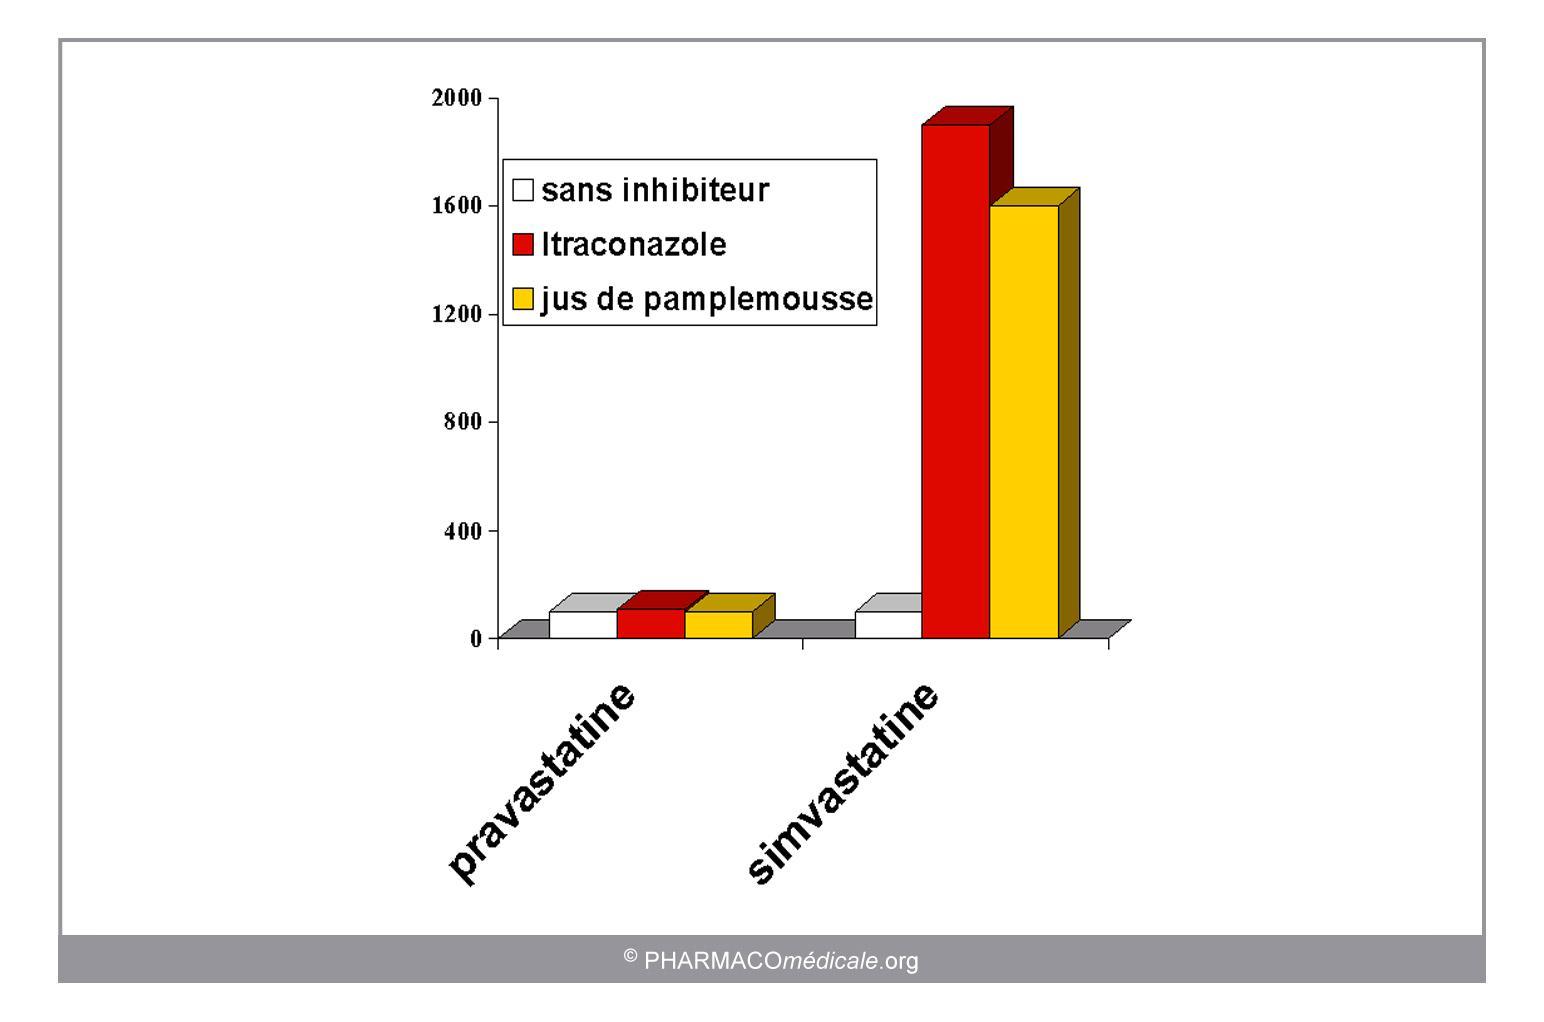 2000
1600
1200
800
400
0
sans inhibiteur
Itraconazole
jus de pamplemousse
pravastatine
simvastatine
© PHARMACOmédicale.org